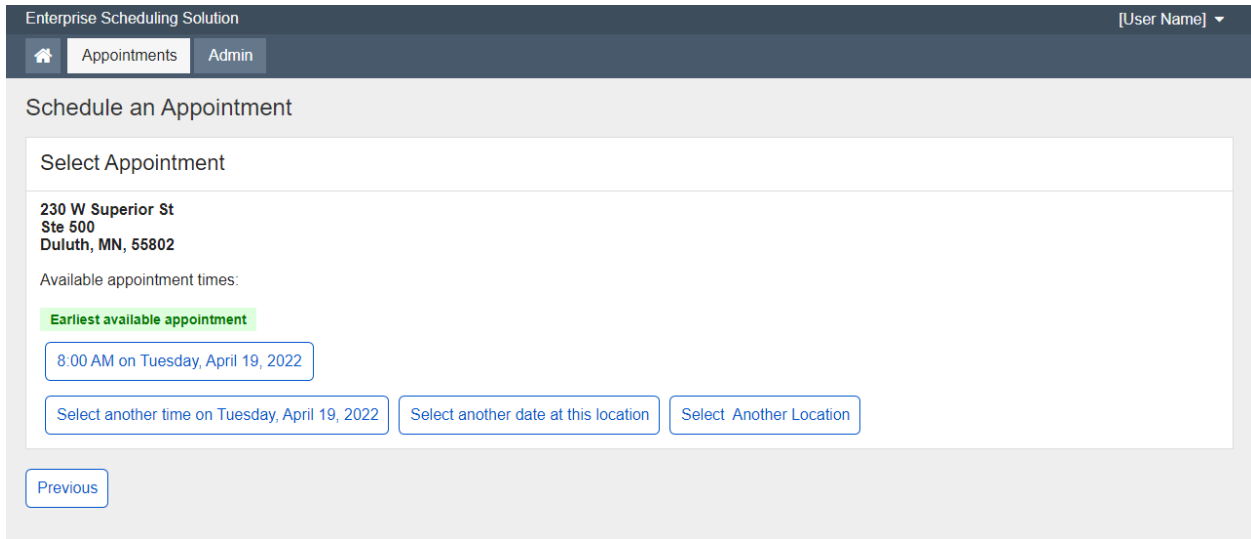 Enterprise Scheduling Solution
[User Name]
Appointments
Admin
Schedule an Appointment
Select Appointment
230 W Superior St
Ste 500
Duluth, MN, 55802
Available appointment times:
Earliest available appointment
8:00 AM on Tuesday, April 19, 2022
Select another time on Tuesday, April 19, 2022
Select another date at this location
Select  Another Location
Previous